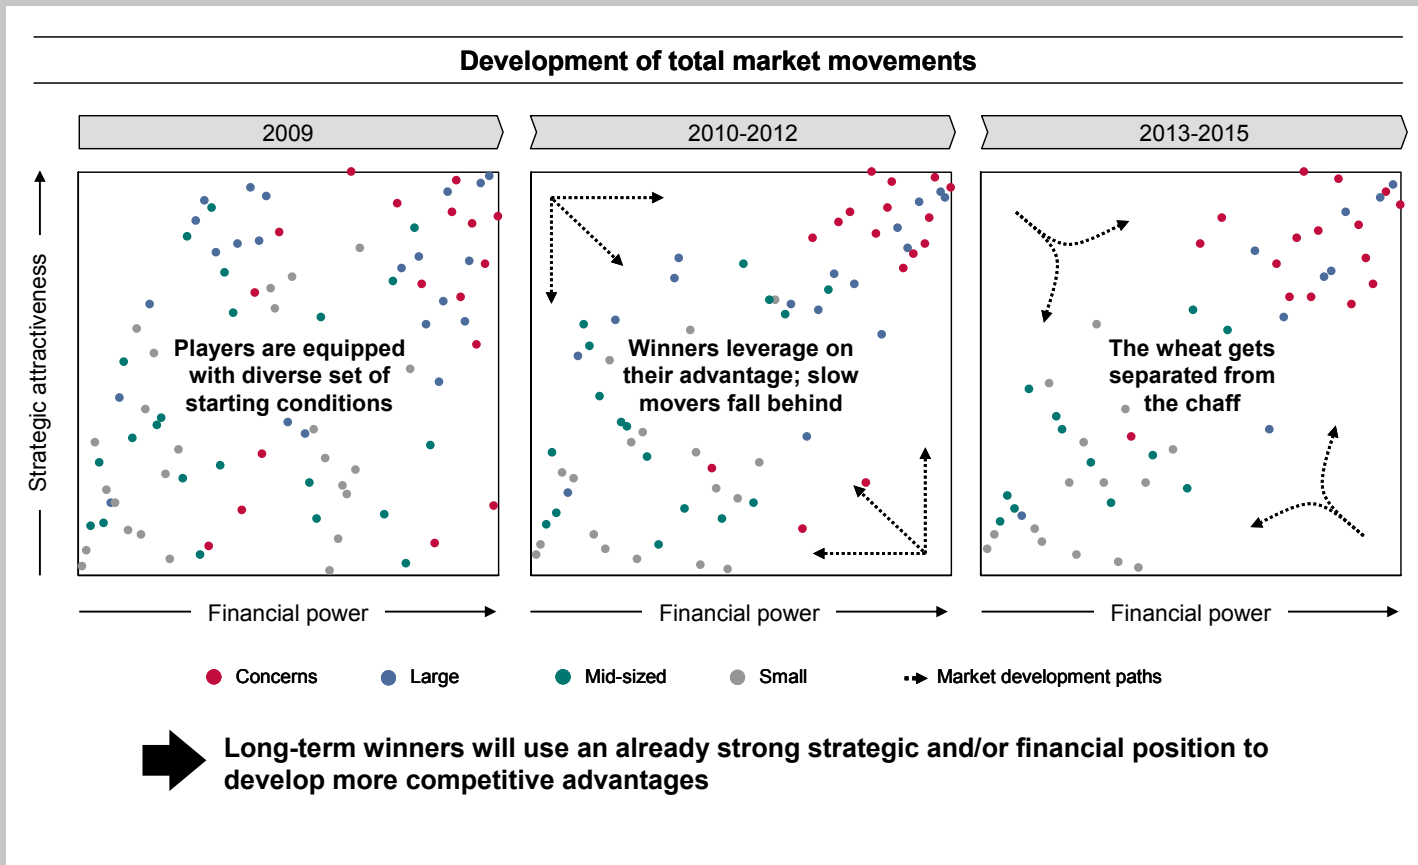 Development of total market movements
2009
2010-2012
2013-2015
Strategic attractiveness
Players are equipped
with diverse set of
starting conditions
Winners leverage on
their advantage; slow
movers fall behind
The wheat gets
separated from
the chaff
Financial power
Financial power
Financial power
Concerns
Large
Mid-sized
Small
Market development paths
Long-term winners will use an already strong strategic and/or financial position to
develop more competitive advantages